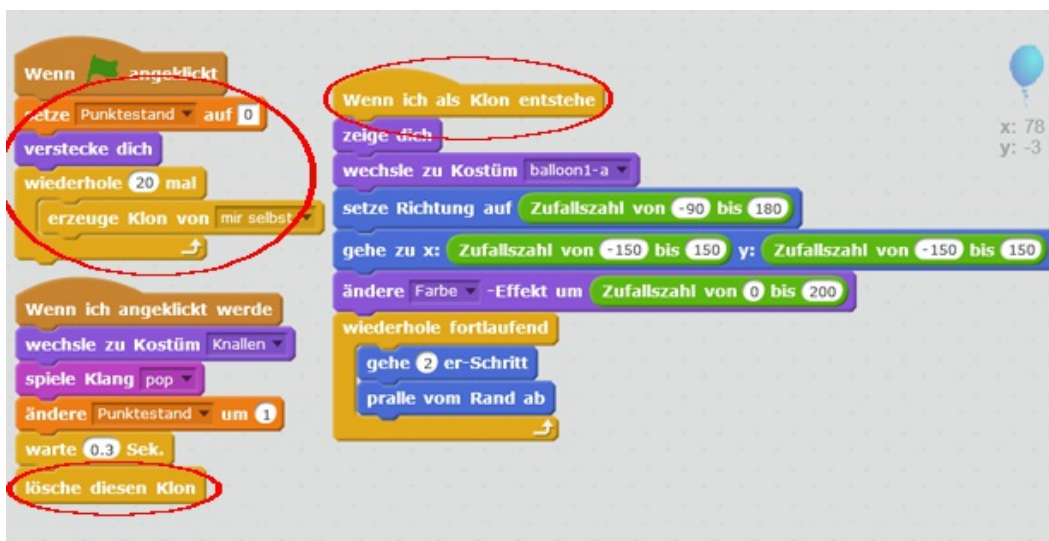 Wenn angeklickt
setze Punktestand auf 0
verstecke dich
wiederhole 20 mal
erzeuge Klon von mir selbst
Wenn ich angeklickt werde
wechsle zu Kostüm Knallen
spiele Klang pop
ändere Punktestand um 1
warte 0.3 Sek.
lösche diesen Klon
Wenn ich als Klon entstehe
zeige dich
wechsle zu Kostüm balloon1-a
setze Richtung auf Zufallszahl von -90 bis 180
gehe zu x: Zufallszahl von -150 bis 150 y: Zufallszahl von -150 bis 150
ändere Farbe -Effekt um Zufallszahl von 0 bis 200
wiederhole fortlaufend
gehe 2 er-Schritt
pralle vom Rand ab
x: 78
y: -3